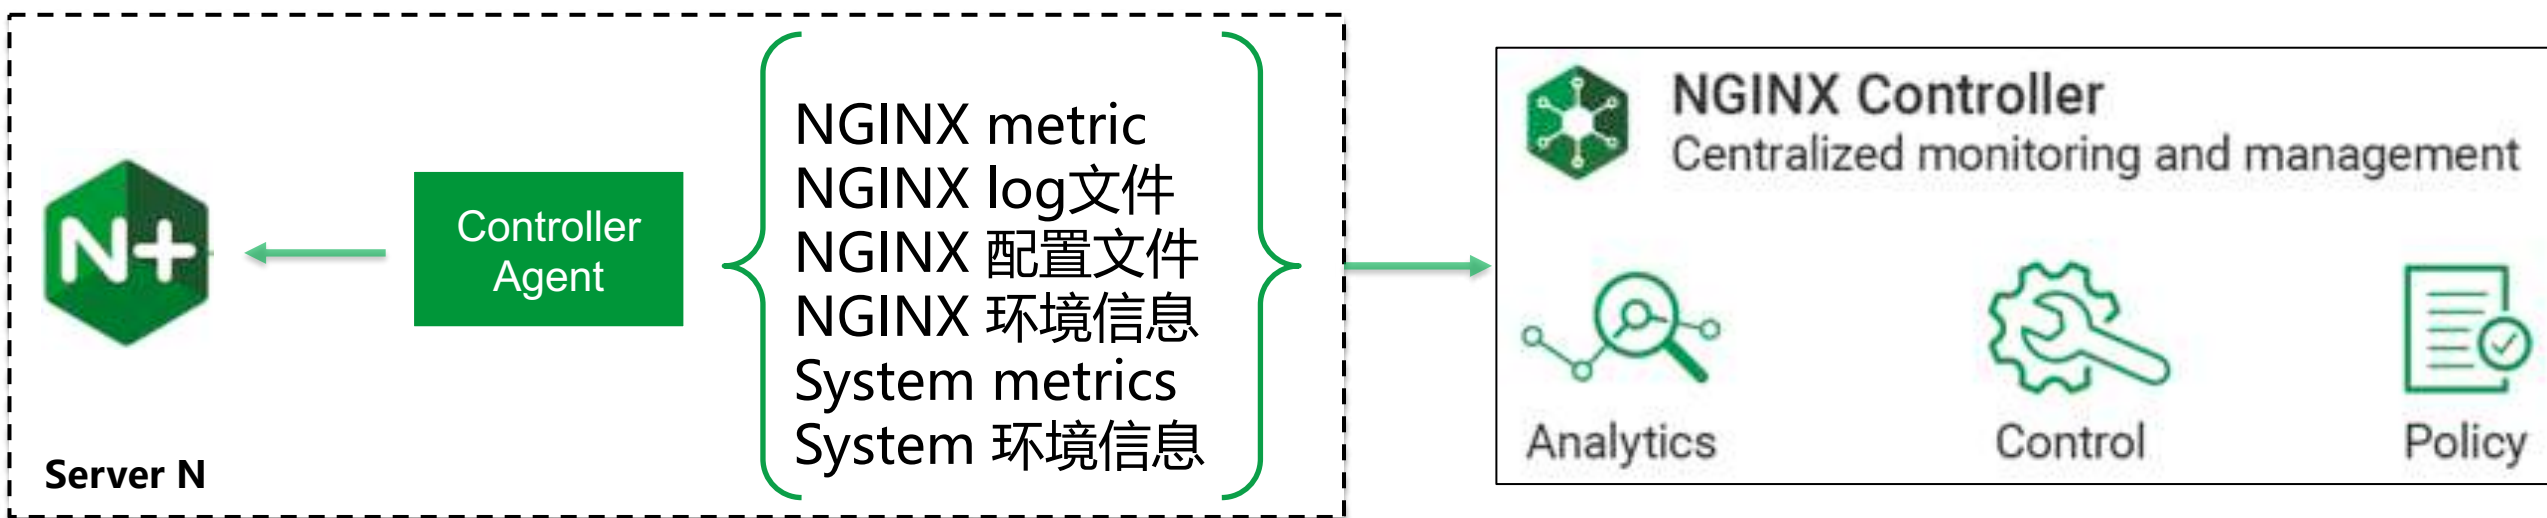 N+
Server N
Controller
Agent
NGINX metric
NGINX log文件
NGINX 配置文件
NGINX 环境信息
System metrics
System 环境信息
NGINX Controller
Centralized monitoring and management
Analytics
Control
Policy